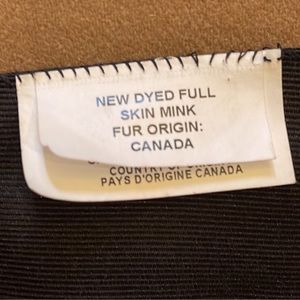 NEW DYED FULL
SKIN MINK
FUR ORIGIN:
CANADA
COUNTRY OF
PAYS D'ORIGINE CANADA